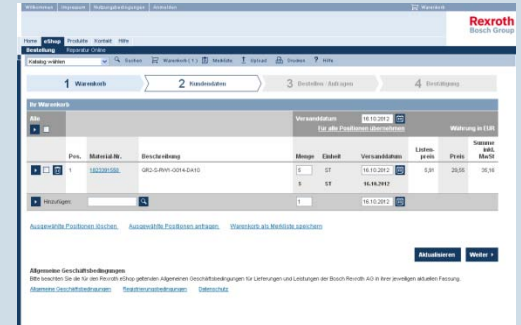 Willkommen | Impressum | Nutzungsbedingungen | Anmelden Warenkorb
Rexroth
Bosch Group
Home eShop Produkte Kontakt Hilfe
Bestellung Reparatur Online
Katalog wählen Suchen Warenkorb ( 1 ) Merkliste Upload Drucken ? Hilfe
1 Warenkorb 2 Kundendaten 3 Bestellen / Anfragen 4 Bestätigung
Ihr Warenkorb
Alle Versanddatum 16.10.2012
Für alle Positionen übernehmen Währung in EUR
Pos. Material-Nr. Beschreibung Menge Einheit Versanddatum Listen-preis Preis Summe inkl. MwSt
1 GR2-S-RW1-G014-DA10 5 ST 16.10.2012
5 ST 16.10.2012
Hinzufügen: 1 16.10.2012
Ausgewählte Positionen löschen Ausgewählte Positionen anfragen Warenkorb als Merkliste speichern
Aktualisieren Weiter
Allgemeine Geschäftsbedingungen
Bitte beachten Sie die für den Rexroth eShop geltenden Allgemeinen Geschäftsbedingungen für Lieferungen und Leistungen der Bosch Rexroth AG in ihrer jeweiligen aktuellen Fassung.
Allgemeine Geschäftsbedingungen Registrierungsbedingungen Datenschutz